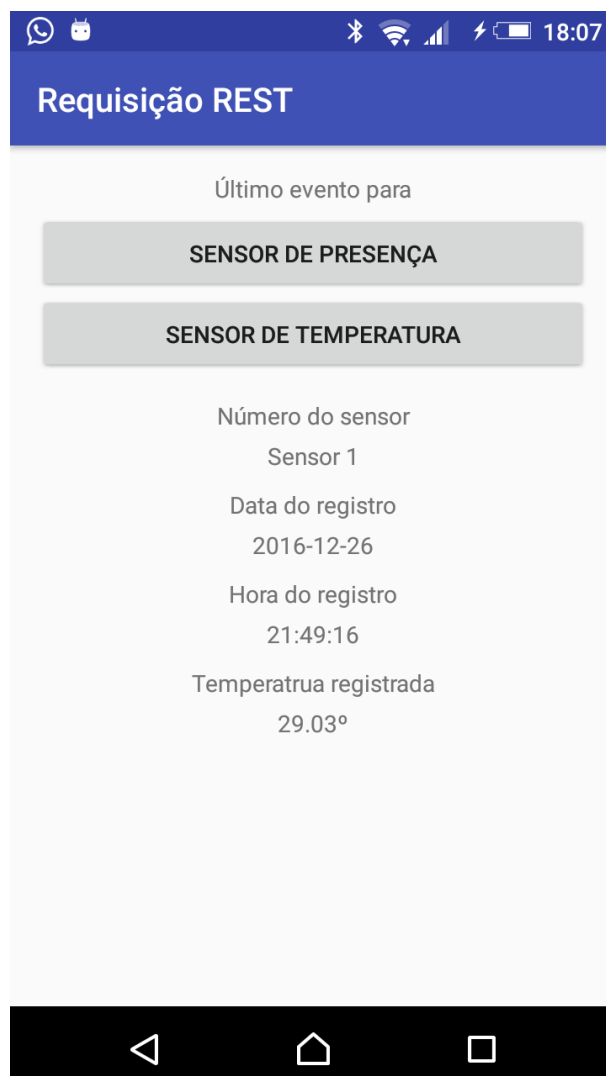 18:07
Requisição REST
Último evento para
SENSOR DE PRESENÇA
SENSOR DE TEMPERATURA
Número do sensor
Sensor 1
Data do registro
2016-12-26
Hora do registro
21:49:16
Temperatrua registrada
29.03º